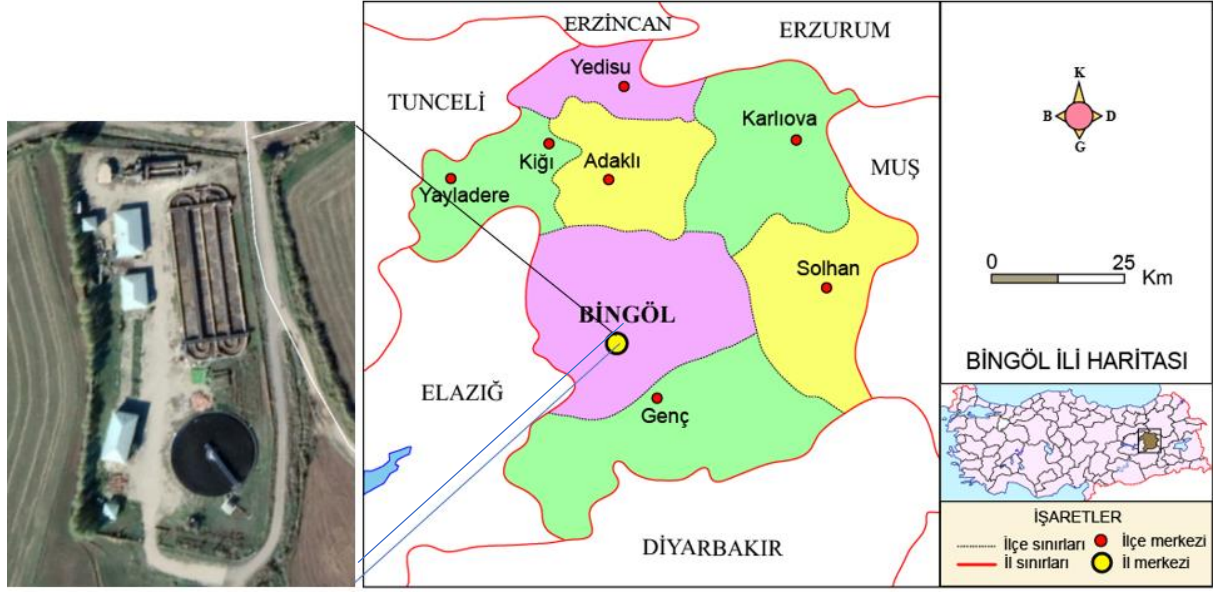 ERZİNCAN
ERZURUM
Yedisu
TUNCELİ
Karlıova
Kiğı
Adaklı
MUŞ
Yayladere
Solhan
BİNGÖL
ELAZIĞ
Genç
DİYARBAKIR
K
B D
G
0 25
Km
BİNGÖL İLİ HARİTASI
İŞARETLER
İlçe sınırları İlçe merkezi
İl sınırları İl merkezi